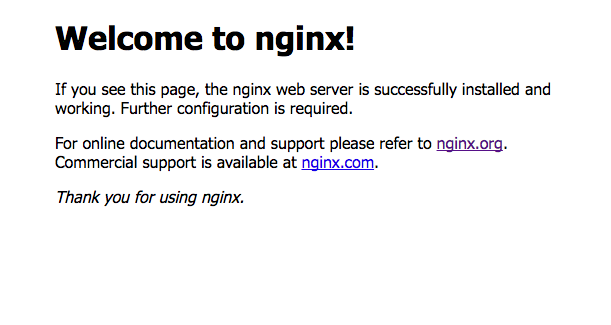 Welcome to nginx!
If you see this page, the nginx web server is successfully installed and
working. Further configuration is required.
For online documentation and support please refer to nginx.org.
Commercial support is available at nginx.com.
Thank you for using nginx.